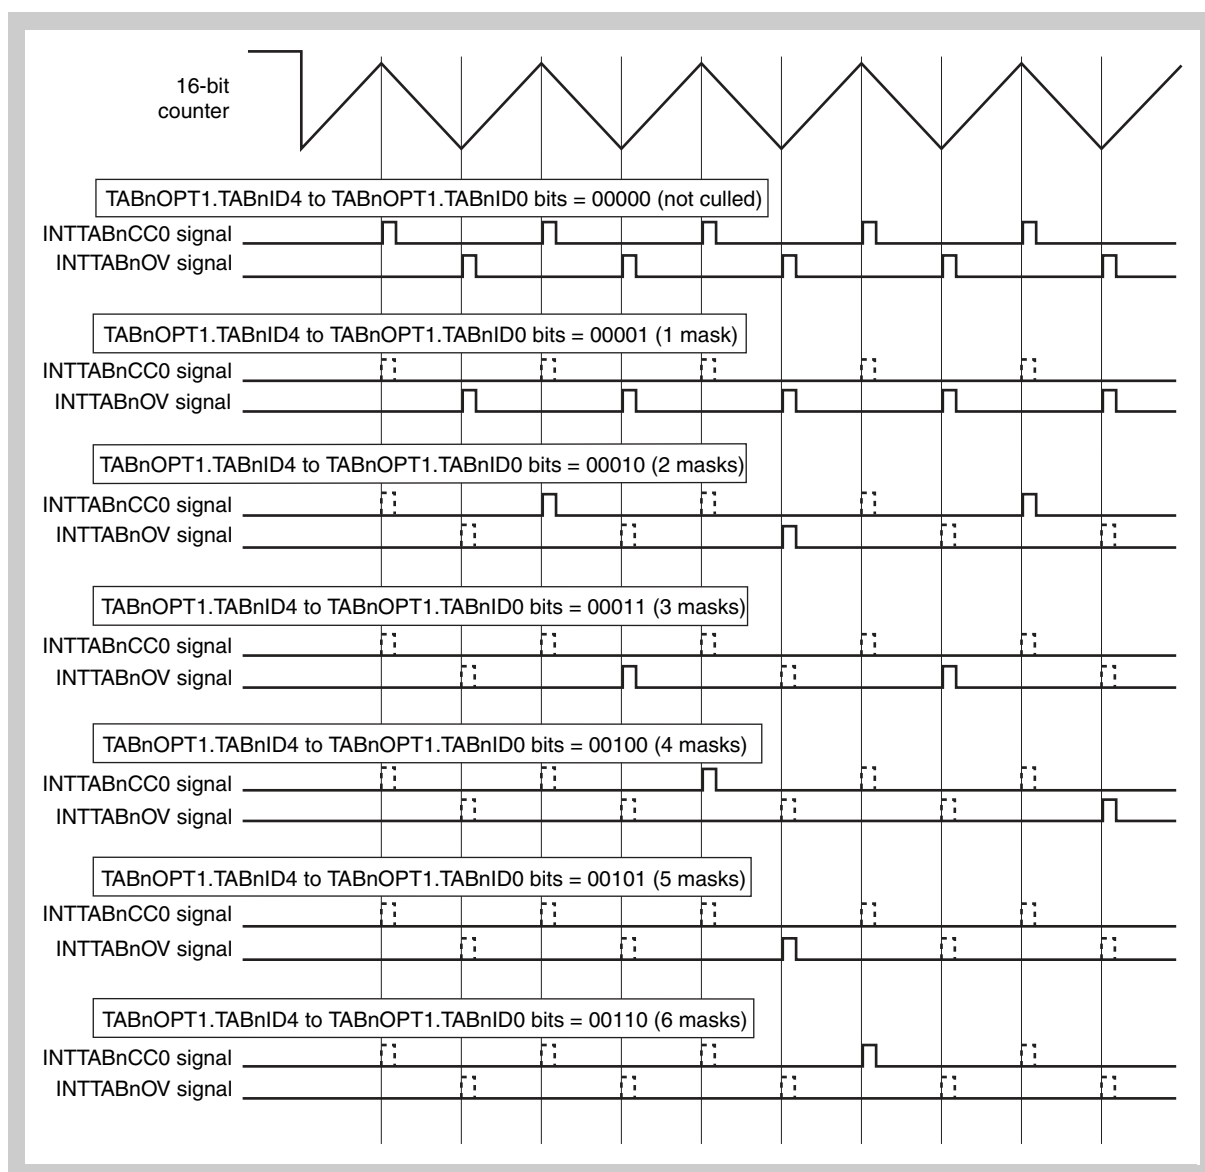 16-bit
counter
TABnOPT1.TABnID4 to TABnOPT1.TABnID0 bits = 00000 (not culled)
INTTABnCC0 signal
INTTABnOV signal
TABnOPT1.TABnID4 to TABnOPT1.TABnID0 bits = 00001 (1 mask)
INTTABnCC0 signal
INTTABnOV signal
TABnOPT1.TABnID4 to TABnOPT1.TABnID0 bits = 00010 (2 masks)
INTTABnCC0 signal
INTTABnOV signal
TABnOPT1.TABnID4 to TABnOPT1.TABnID0 bits = 00011 (3 masks)
INTTABnCC0 signal
INTTABnOV signal
TABnOPT1.TABnID4 to TABnOPT1.TABnID0 bits = 00100 (4 masks)
INTTABnCC0 signal
INTTABnOV signal
TABnOPT1.TABnID4 to TABnOPT1.TABnID0 bits = 00101 (5 masks)
INTTABnCC0 signal
INTTABnOV signal
TABnOPT1.TABnID4 to TABnOPT1.TABnID0 bits = 00110 (6 masks)
INTTABnCC0 signal
INTTABnOV signal